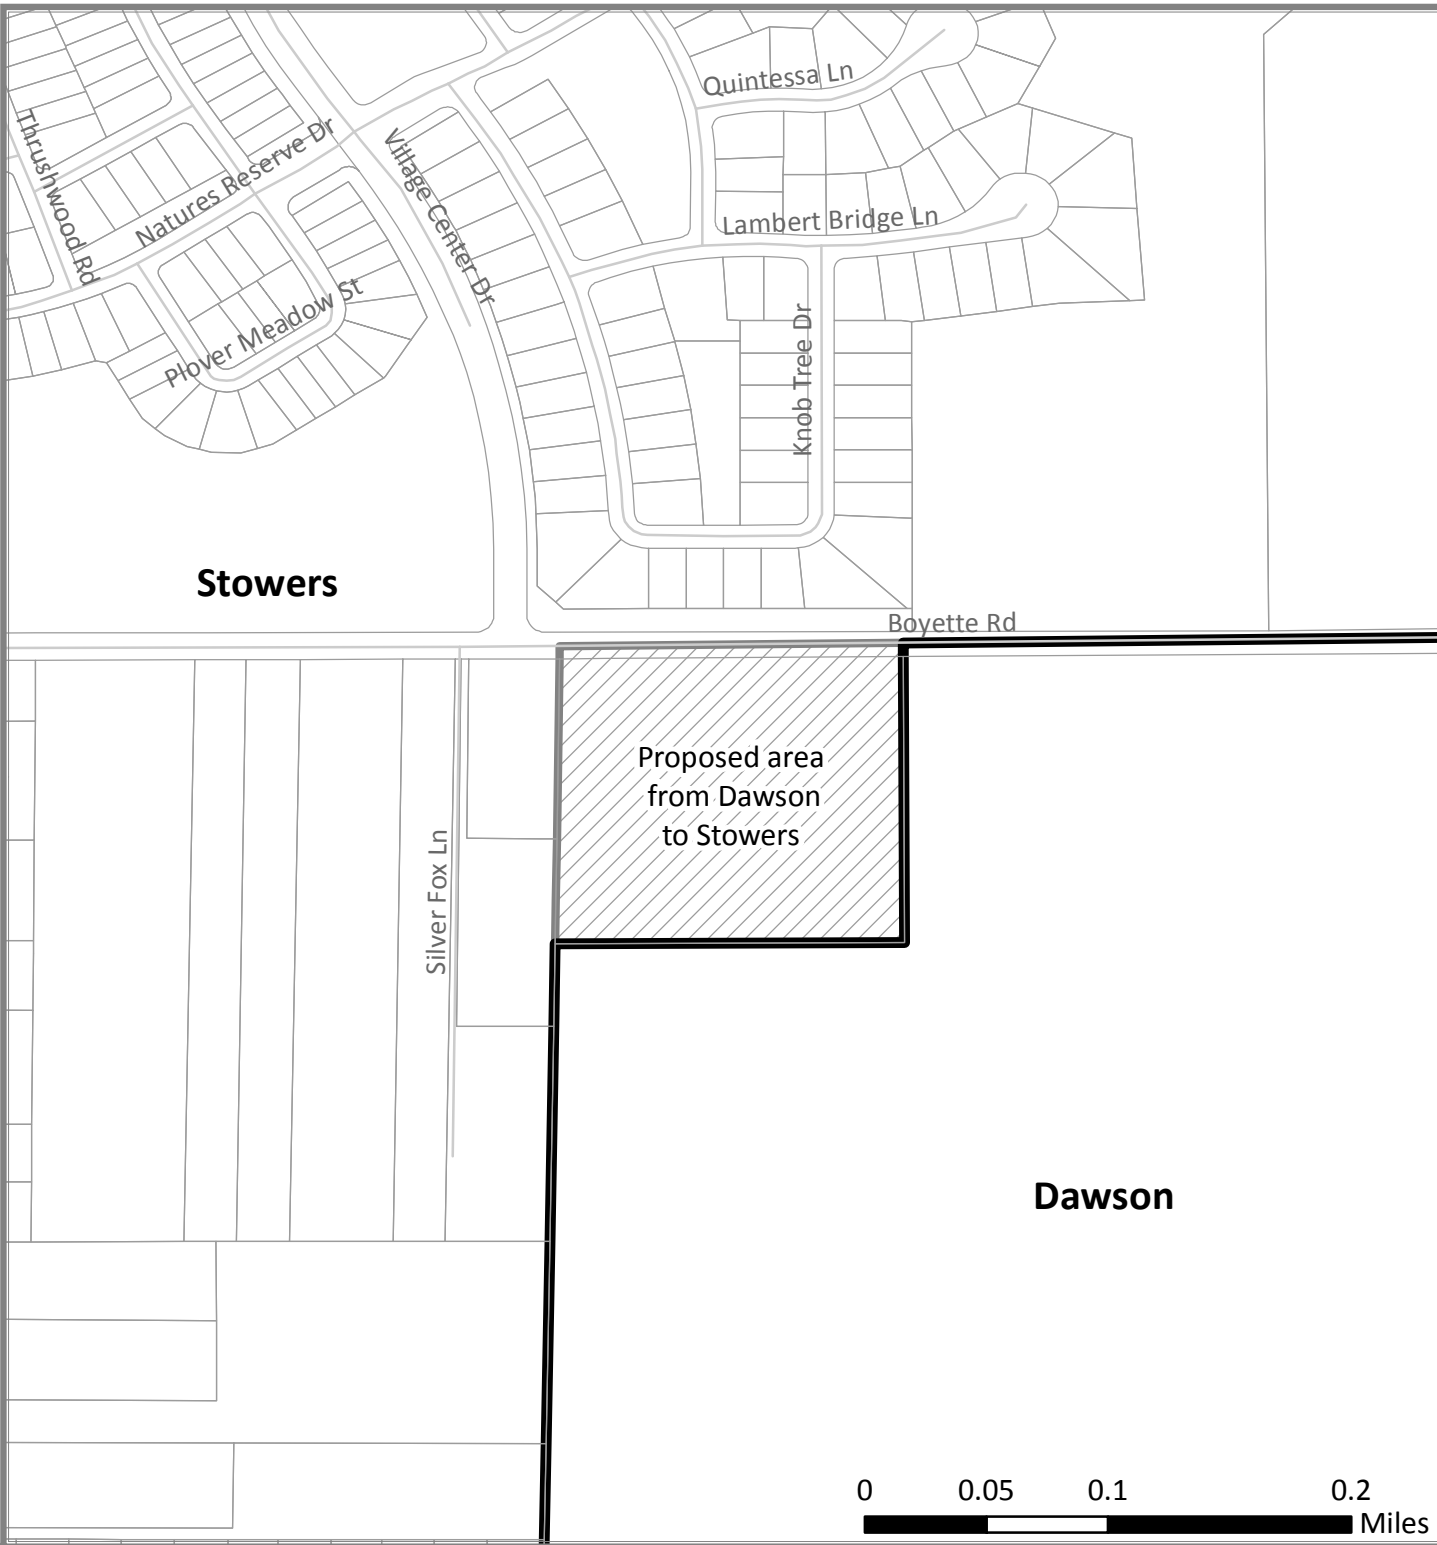 Quintessa Ln
Thrushwood Rd
Natures Reserve Dr
Village Center Dr
Lambert Bridge Ln
Plover Meadow St
Knob Tree Dr
Stowers
Boyette Rd
Proposed area
from Dawson
to Stowers
Silver Fox Ln
Dawson
0 0.05 0.1 0.2
Miles